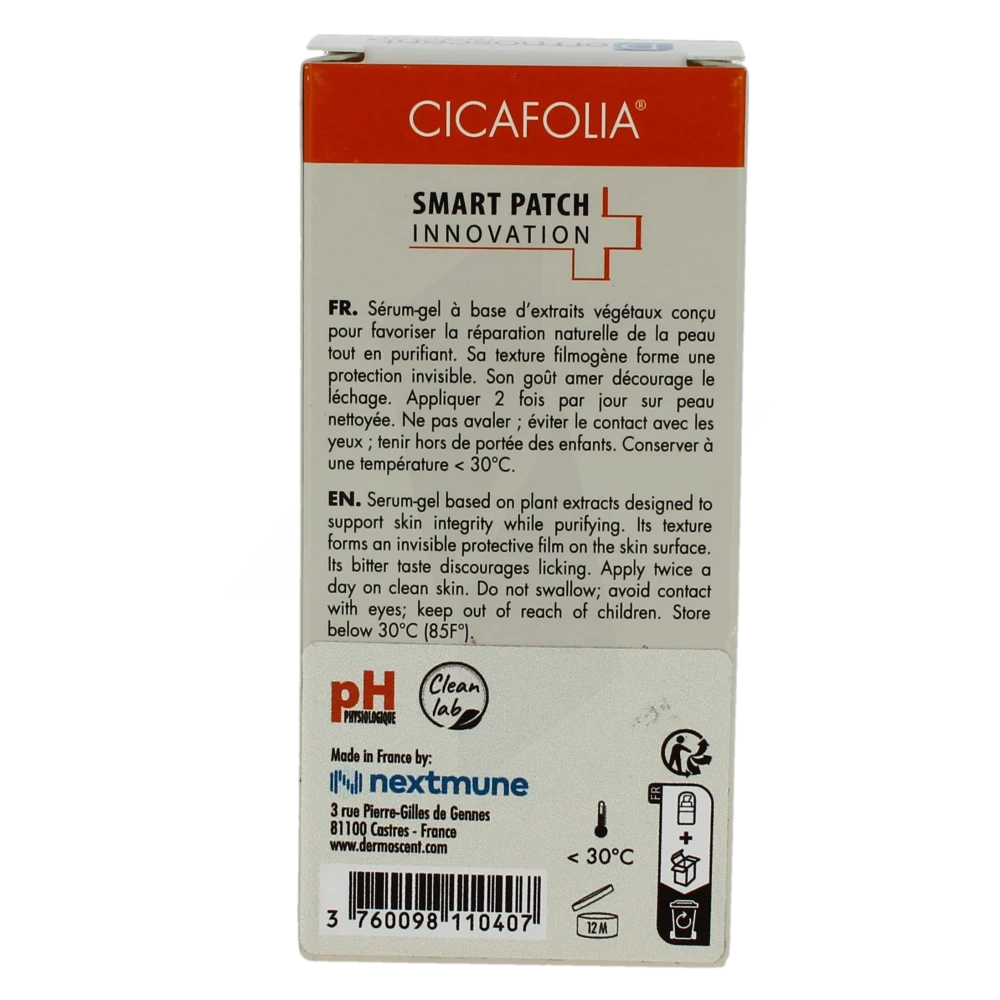 Dermoscent
CICAFOLIA®
SMART PATCH
INNOVATION
FR. Sérum-gel à base d'extraits végétaux conçu
pour favoriser la réparation naturelle de la peau
tout en purifiant. Sa texture filmogène forme une
protection invisible. Son goût amer décourage le
léchage. Appliquer 2 fois par jour sur peau
nettoyée. Ne pas avaler ; éviter le contact avec les
yeux ; tenir hors de portée des enfants. Conserver à
une température < 30°C.
EN. Serum-gel based on plant extracts designed to
support skin integrity while purifying. Its texture
forms an invisible protective film on the skin surface.
Its bitter taste discourages licking. Apply twice a
day on clean skin. Do not swallow; avoid contact
with eyes; keep out of reach of children. Store
below 30°C (85F°).
pH
PHYSIOLOGIQUE
Clean
lab
Made in France by:
nextmune
3 rue Pierre-Gilles de Gennes
81100 Castres - France
www.dermoscent.com
< 30°C
FR
+
12 M
3 760098 110407